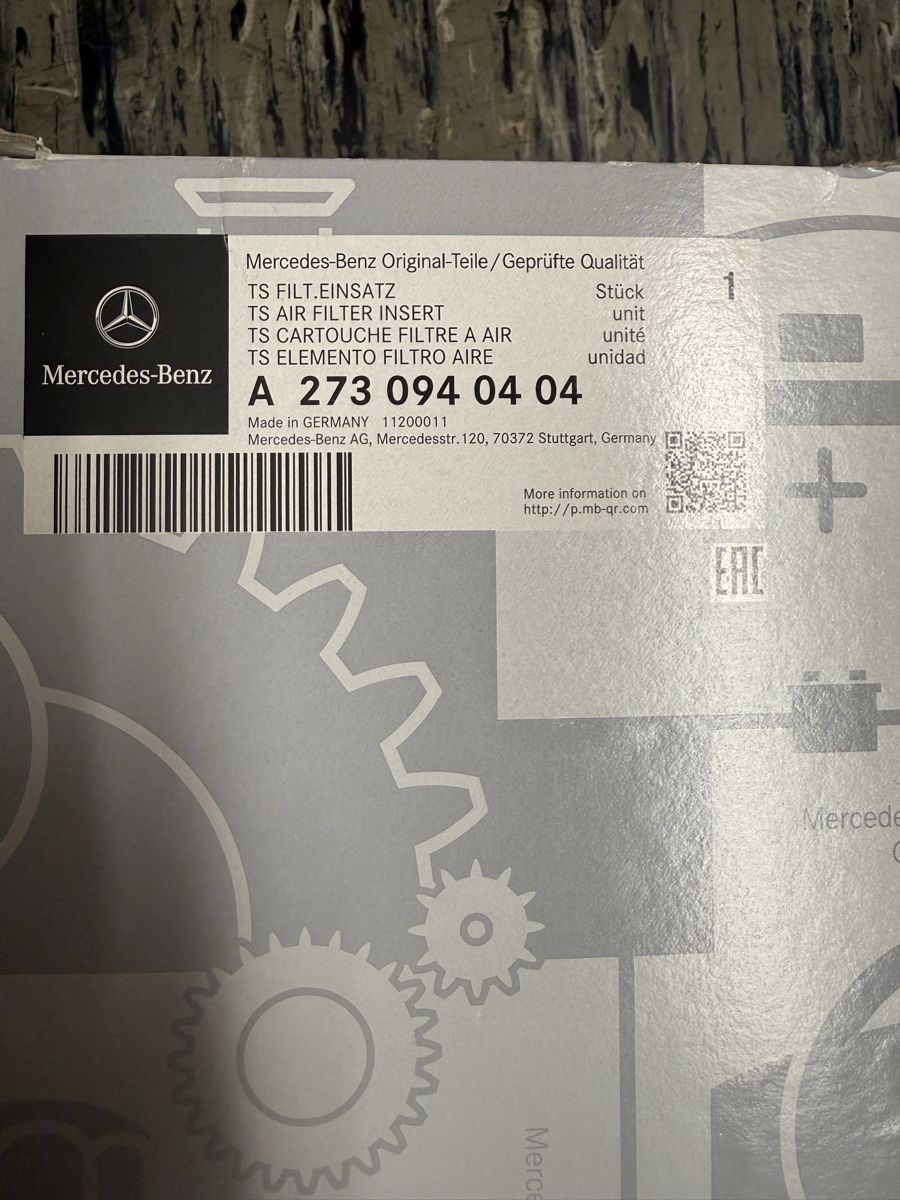 Mercedes-Benz Original-Teile/Geprüfte Qualität
TS FILT.EINSATZ Stück 1
TS AIR FILTER INSERT unit
TS CARTOUCHE FILTRE A AIR unité
TS ELEMENTO FILTRO AIRE unidad
Mercedes-Benz
A 273 094 04 04
Made in GERMANY 11200011
Mercedes-Benz AG, Mercedesstr.120, 70372 Stuttgart, Germany
More information on
http://p.mb-qr.com
EAC
Mercede
Merce